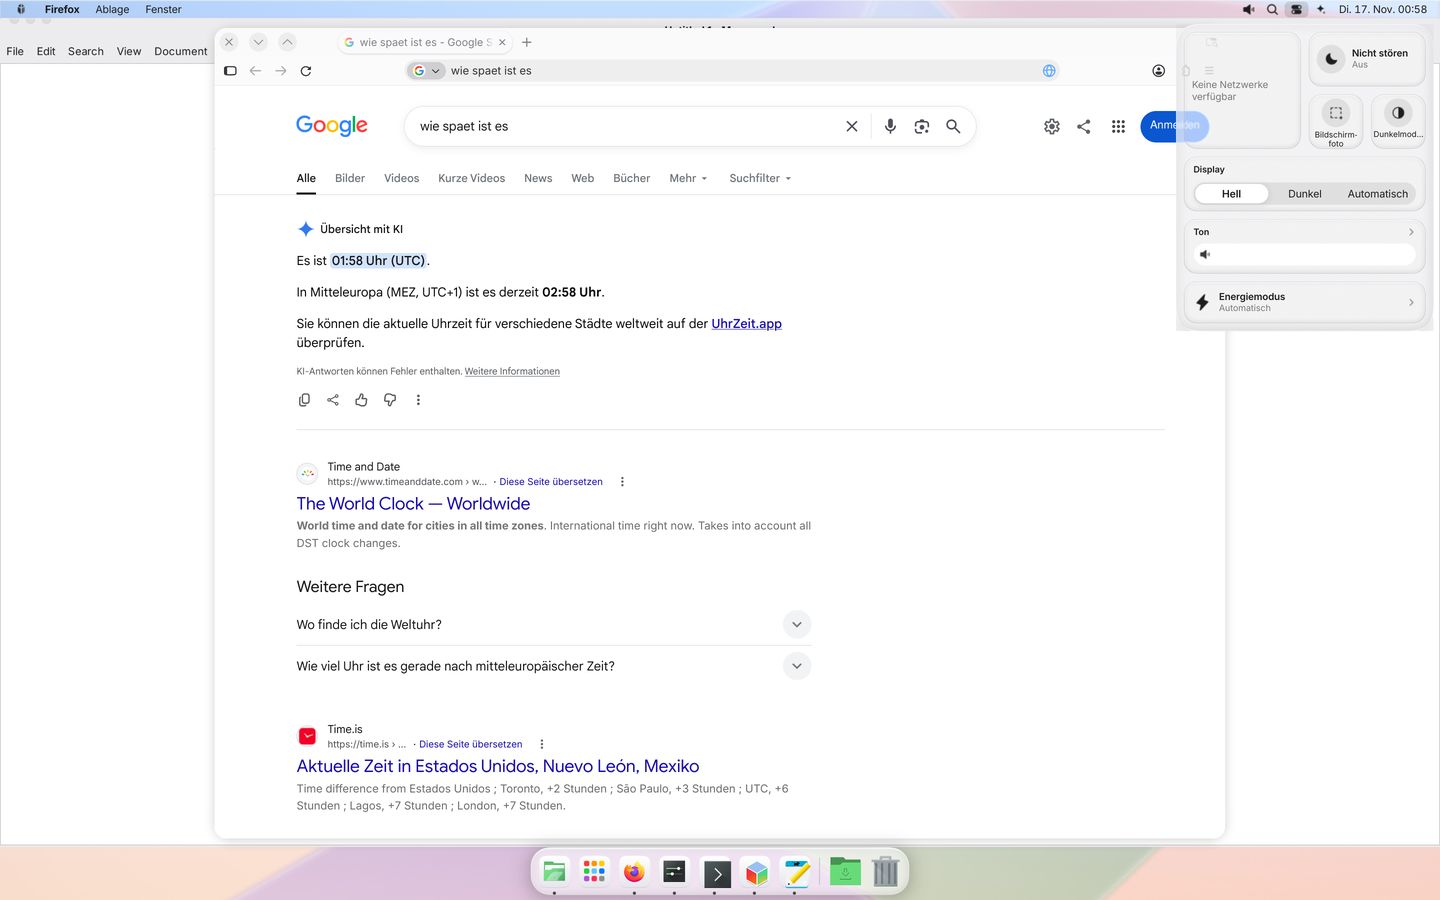 Firefox Ablage Fenster
Di. 17. Nov. 00:58
File Edit Search View Document
wie spaet ist es - Google S
wie spaet ist es
Google
wie spaet ist es
Anmelden
Alle Bilder Videos Kurze Videos News Web Bücher Mehr Suchfilter
Übersicht mit KI
Es ist 01:58 Uhr (UTC).
In Mitteleuropa (MEZ, UTC+1) ist es derzeit 02:58 Uhr.
Sie können die aktuelle Uhrzeit für verschiedene Städte weltweit auf der UhrZeit.app
überprüfen.
KI-Antworten können Fehler enthalten. Weitere Informationen
Time and Date
https://www.timeanddate.com › w... · Diese Seite übersetzen
The World Clock — Worldwide
World time and date for cities in all time zones. International time right now. Takes into account all
DST clock changes.
Weitere Fragen
Wo finde ich die Weltuhr?
Wie viel Uhr ist es gerade nach mitteleuropäischer Zeit?
Time.is
https://time.is › ... · Diese Seite übersetzen
Aktuelle Zeit in Estados Unidos, Nuevo León, Mexiko
Time difference from Estados Unidos ; Toronto, +2 Stunden ; São Paulo, +3 Stunden ; UTC, +6
Stunden ; Lagos, +7 Stunden ; London, +7 Stunden.
Keine Netzwerke
verfügbar
Nicht stören
Aus
Bildschirm-
foto
Dunkelmod...
Display
Hell Dunkel Automatisch
Ton
Energiemodus
Automatisch